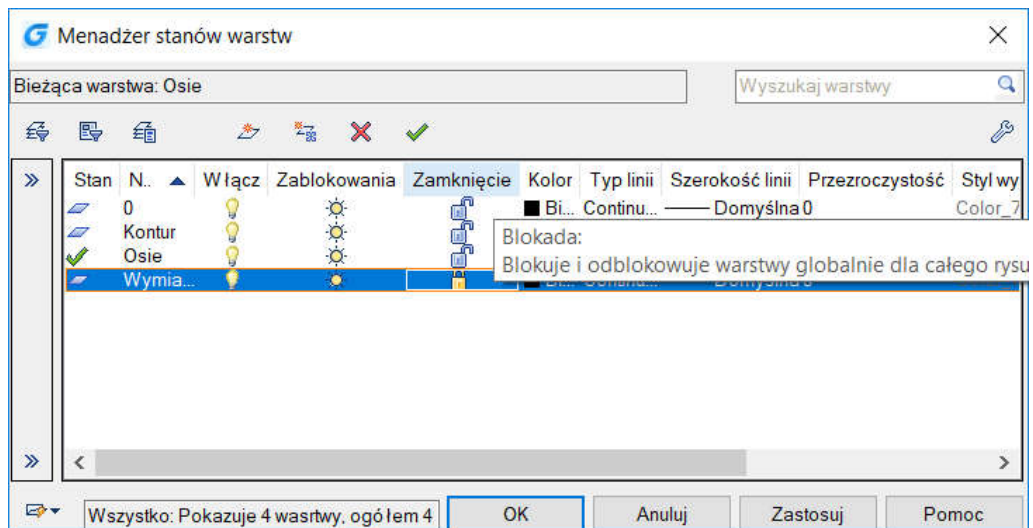 Menadżer stanów warstw
Bieżąca warstwa: Osie
Wyszukaj warstwy
Stan N.. Włącz Zablokowania Zamknięcie Kolor Typ linii Szerokość linii Przezroczystość Styl wy
0 Bi... Continu... Domyślna 0 Color_7
Kontur
Osie
Wymia...
Blokada:
Blokuje i odblokowuje warstwy globalnie dla całego rysu
Wszystko: Pokazuje 4 wasrtwy, ogółem 4
OK
Anuluj
Zastosuj
Pomoc